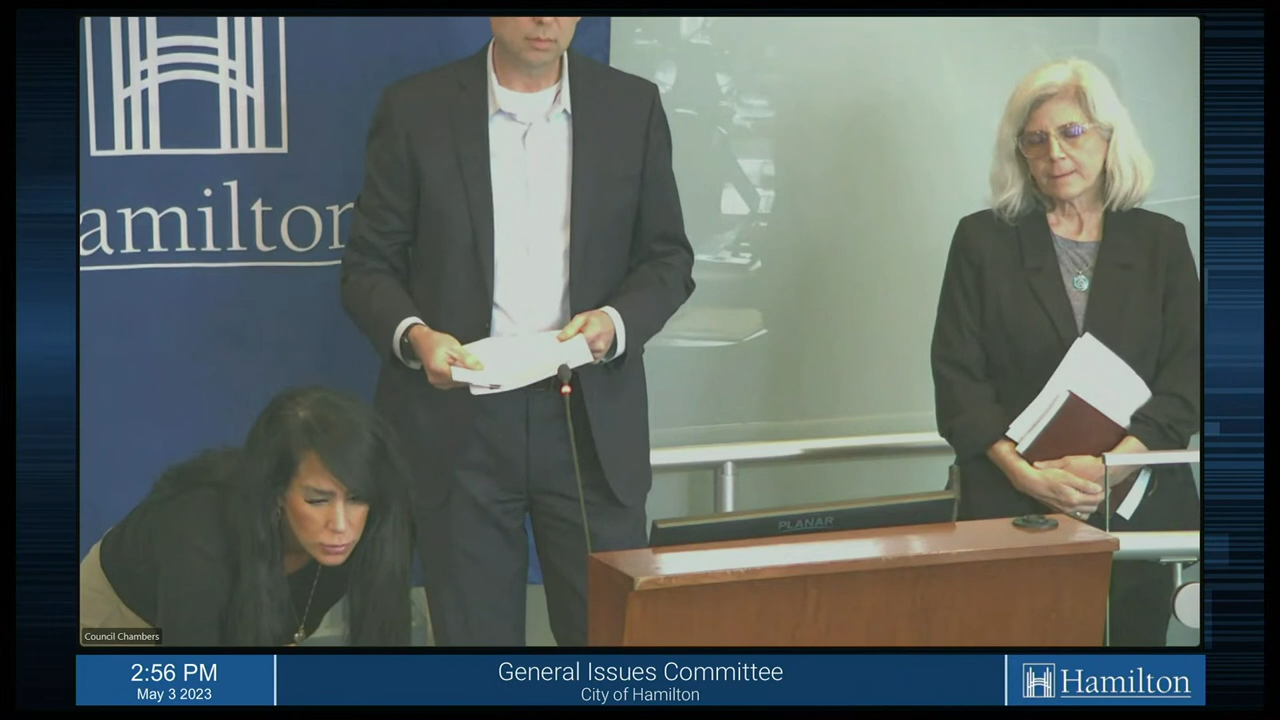 amilton
PLANAR
Council Chambers
2:56 PM
May 3 2023
General Issues Committee
City of Hamilton
Hamilton